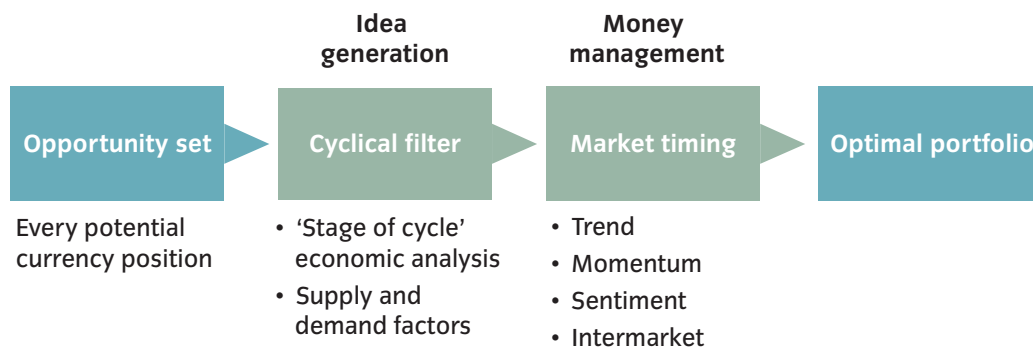 Idea
generation
Money
management
Opportunity set
Cyclical filter
Market timing
Optimal portfolio
Every potential
currency position
• ‘Stage of cycle’
economic analysis
• Supply and
demand factors
• Trend
• Momentum
• Sentiment
• Intermarket